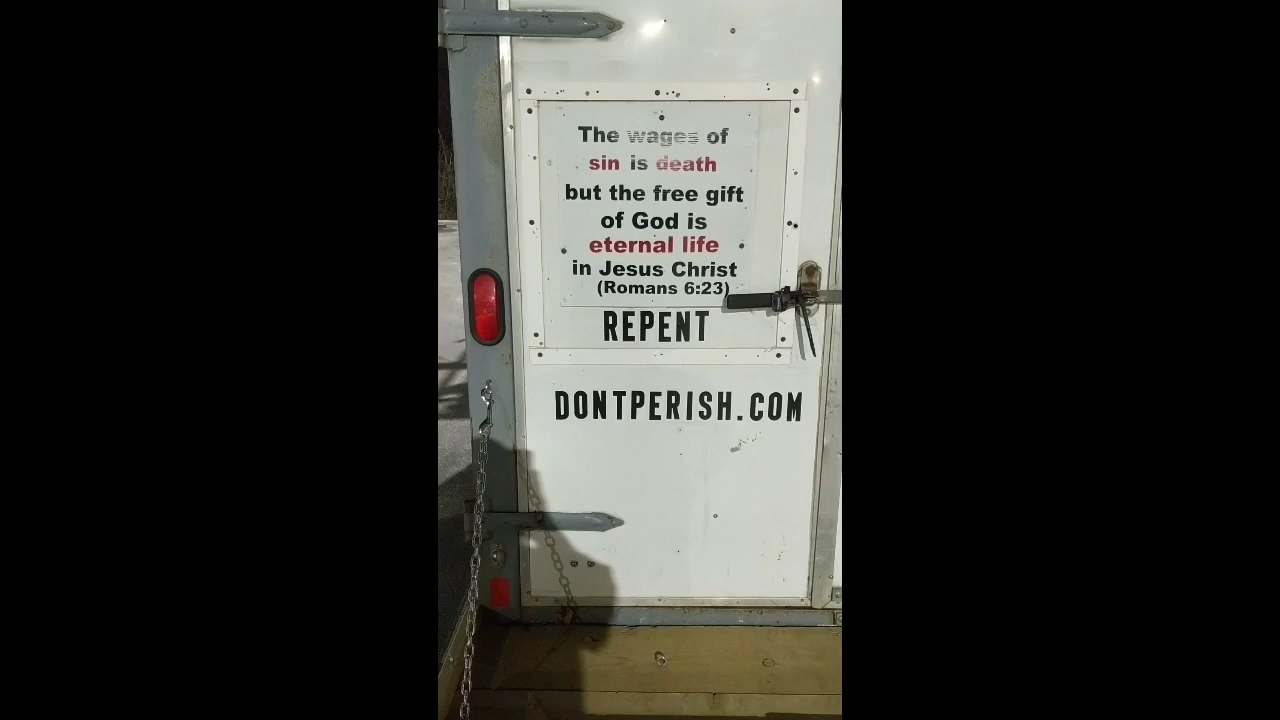 The wages of
sin is death
but the free gift
of God is
eternal life
in Jesus Christ
(Romans 6:23)
REPENT
DONTPERISH.COM